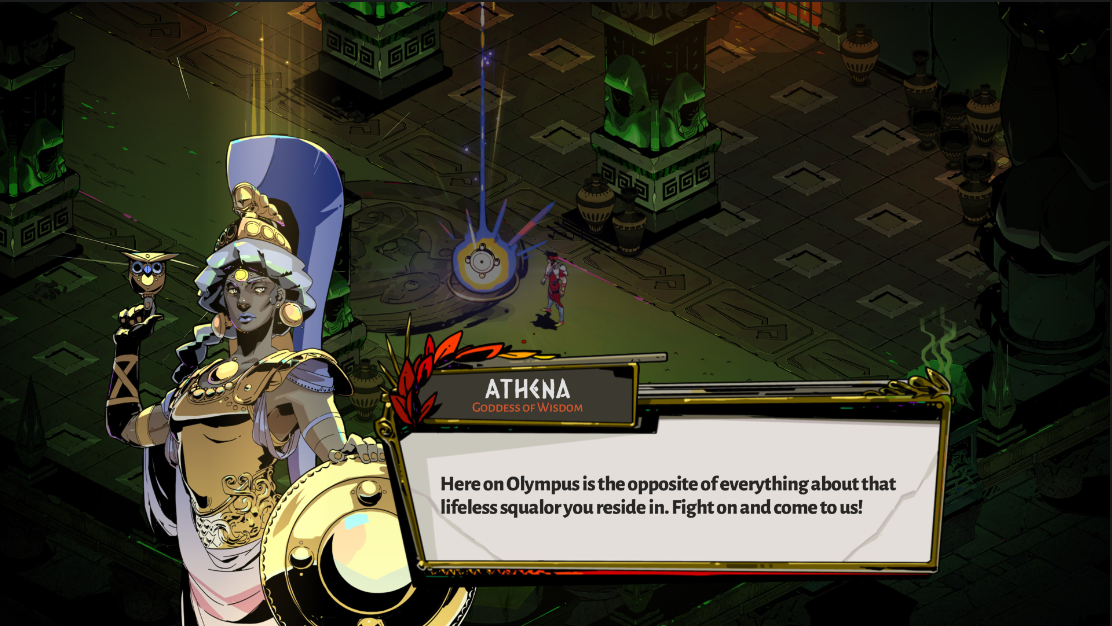 ATHENA
GODDESS OF WISDOM
Here on Olympus is the opposite of everything about that
lifeless squalor you reside in. Fight on and come to us!